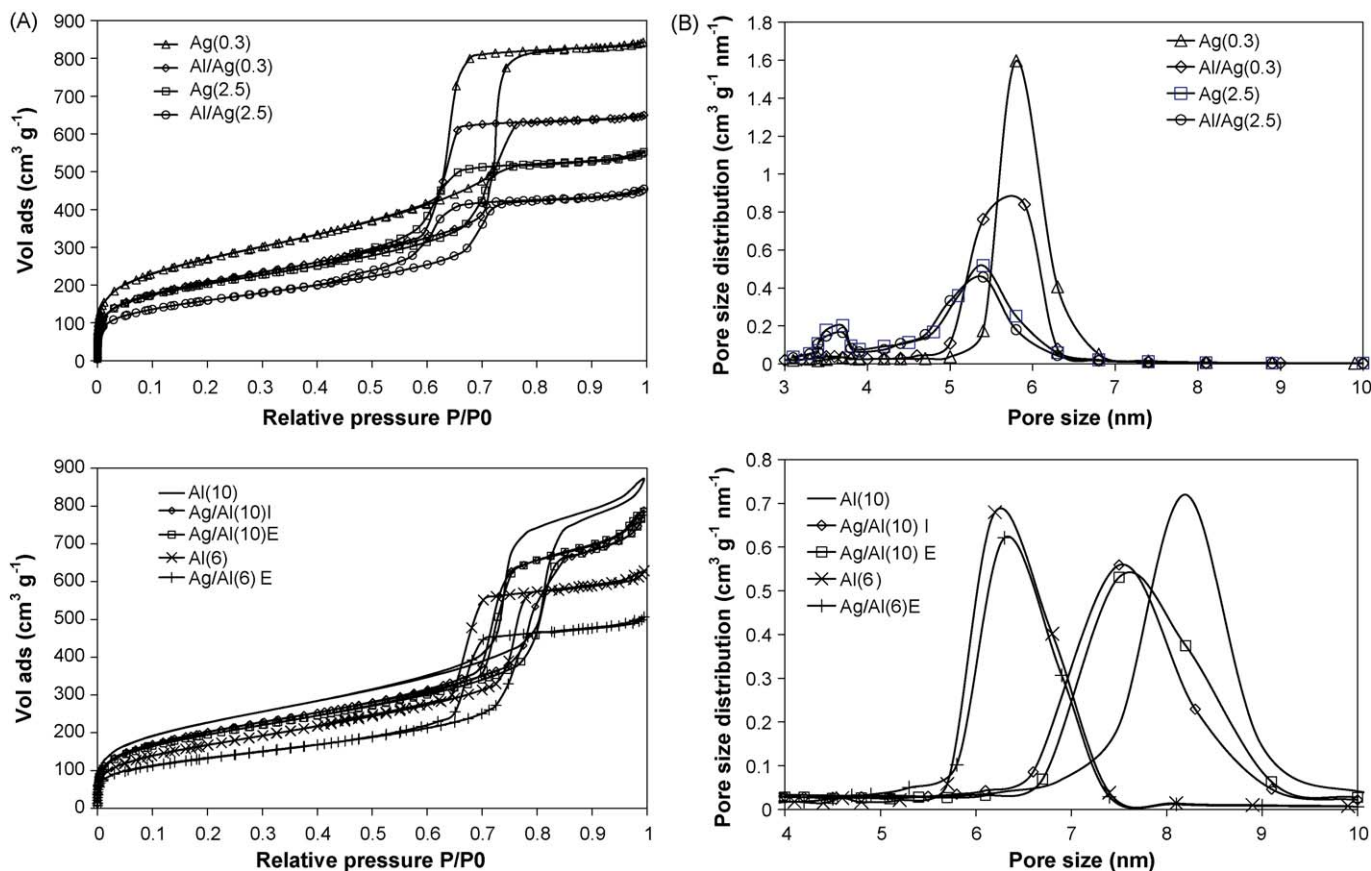 (A)
900
800
700
600
500
400
300
200
100
0
Vol ads (cm³ g⁻¹)
Ag(0.3)
Al/Ag(0.3)
Ag(2.5)
Al/Ag(2.5)
0 0.1 0.2 0.3 0.4 0.5 0.6 0.7 0.8 0.9 1
Relative pressure P/P0
(B)
1.8
1.6
1.4
1.2
1
0.8
0.6
0.4
0.2
0
Pore size distribution (cm³ g⁻¹ nm⁻¹)
Ag(0.3)
Al/Ag(0.3)
Ag(2.5)
Al/Ag(2.5)
3 4 5 6 7 8 9 10
Pore size (nm)
900
800
700
600
500
400
300
200
100
0
Vol ads (cm³ g⁻¹)
Al(10)
Ag/Al(10)I
Ag/Al(10)E
Al(6)
Ag/Al(6) E
0 0.1 0.2 0.3 0.4 0.5 0.6 0.7 0.8 0.9 1
Relative pressure P/P0
0.8
0.7
0.6
0.5
0.4
0.3
0.2
0.1
0
Pore size distribution (cm³ g⁻¹ nm⁻¹)
Al(10)
Ag/Al(10) I
Ag/Al(10) E
Al(6)
Ag/Al(6)E
4 5 6 7 8 9 10
Pore size (nm)